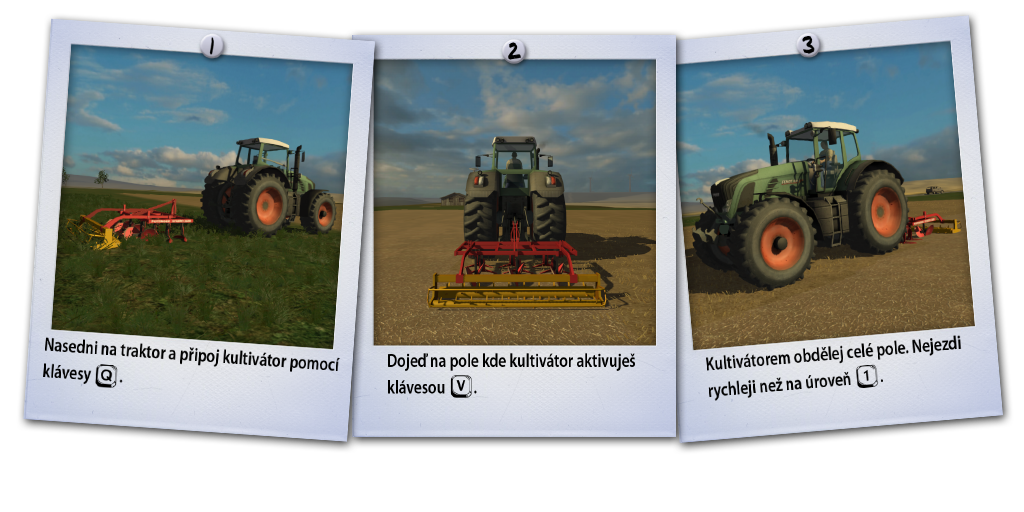 1
Nasedni na traktor a připoj kultivátor pomocí
klávesy Q.
2
Dojeď na pole kde kultivátor aktivuješ
klávesou V.
3
Kultivátorem obdělej celé pole. Nejezdi
rychleji než na úroveň 1.